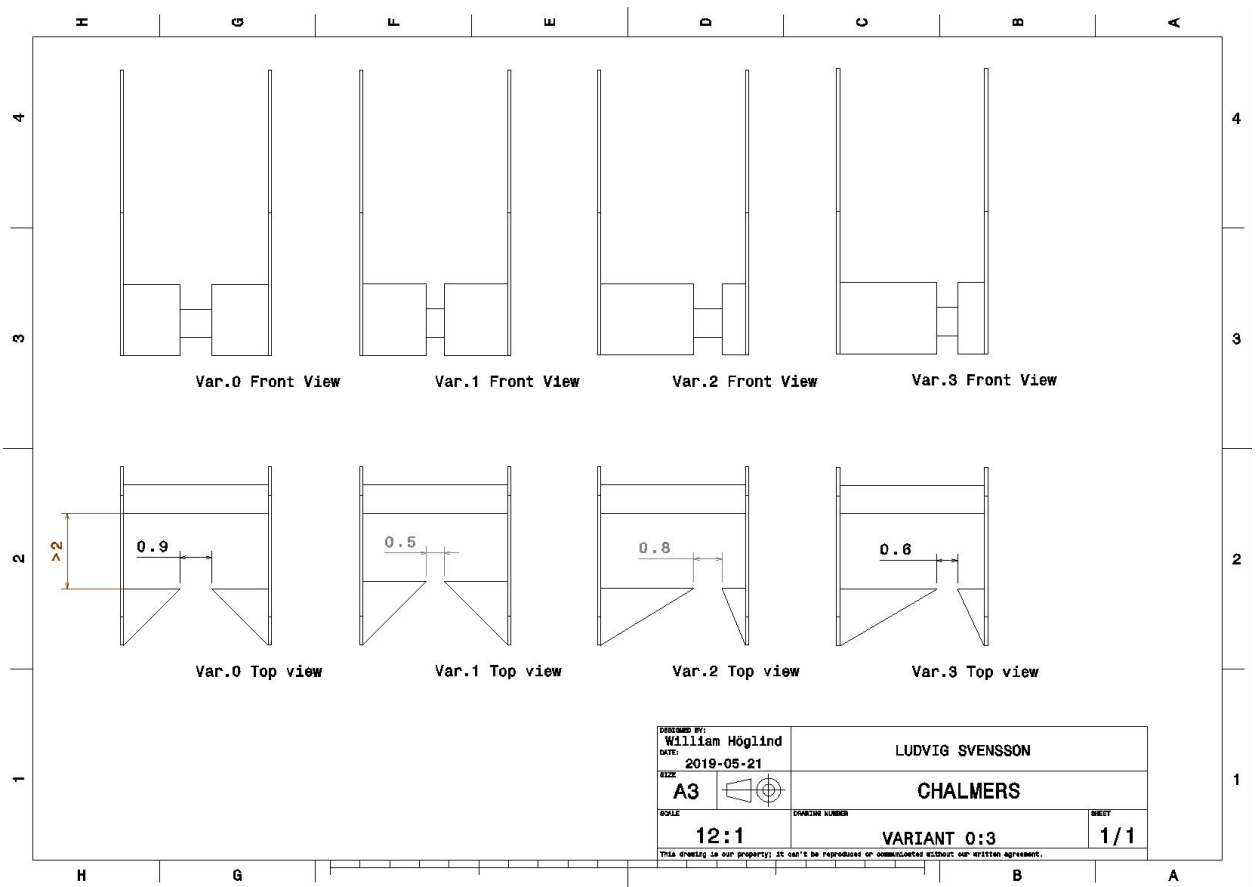 H G F E D C B A
4 4
3 3
Var.0 Front View Var.1 Front View Var.2 Front View Var.3 Front View
2 2
>2 0.9 0.5 0.8 0.6
Var.0 Top view Var.1 Top view Var.2 Top view Var.3 Top view
1 1
DESIGNED BY:
William Höglind
DATE:
2019-05-21
LUDVIG SVENSSON
SIZE
A3
CHALMERS
SCALE
12:1
DRAWING NUMBER
VARIANT 0:3
SHEET
1/1
This drawing is our property; it can't be reproduced or communicated without our written agreement.
H G B A